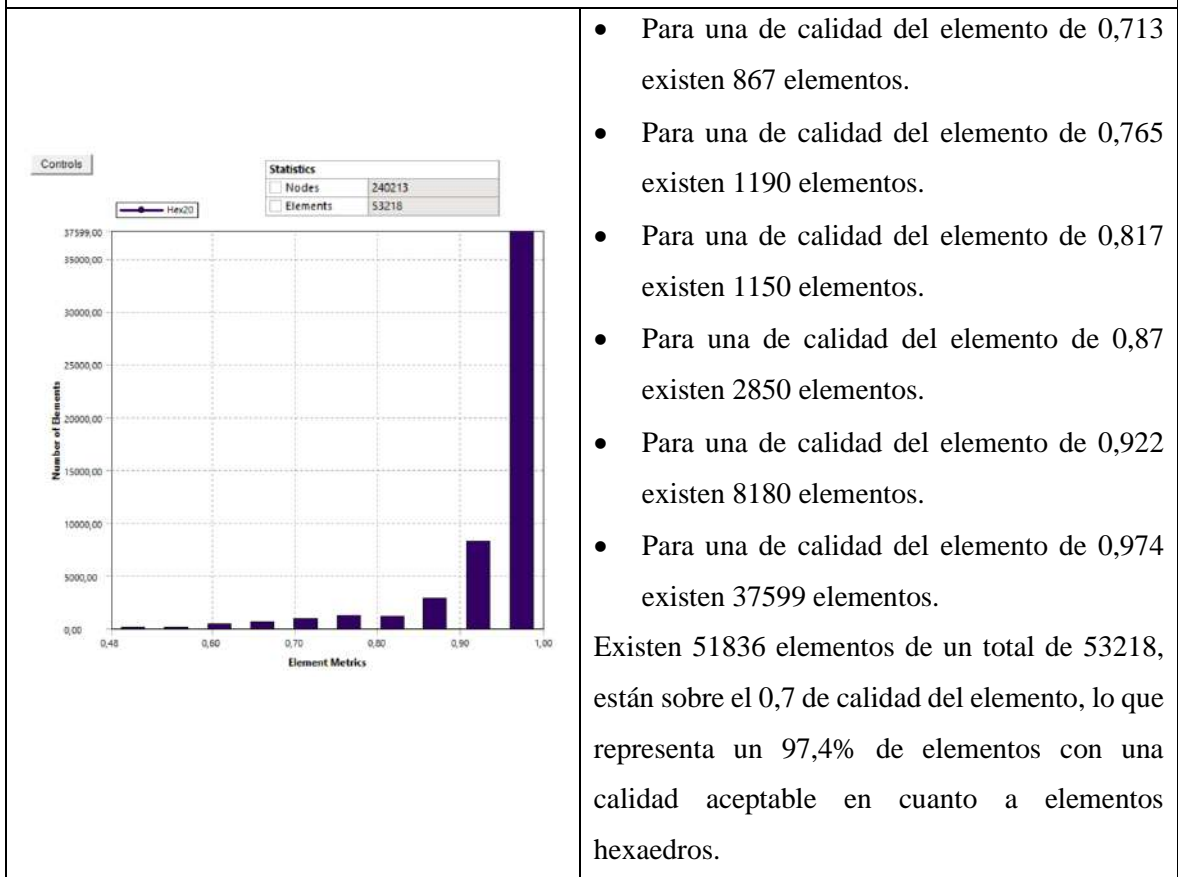 Controls
Statistics
Nodes 240213
Elements 53218
Hex20
37599,00
35000,00
30000,00
25000,00
20000,00
15000,00
10000,00
5000,00
0,00
Number of Elements
0,48 0,60 0,70 0,80 0,90 1,00
Element Metrics
• Para una de calidad del elemento de 0,713
existen 867 elementos.
• Para una de calidad del elemento de 0,765
existen 1190 elementos.
• Para una de calidad del elemento de 0,817
existen 1150 elementos.
• Para una de calidad del elemento de 0,87
existen 2850 elementos.
• Para una de calidad del elemento de 0,922
existen 8180 elementos.
• Para una de calidad del elemento de 0,974
existen 37599 elementos.
Existen 51836 elementos de un total de 53218,
están sobre el 0,7 de calidad del elemento, lo que
representa un 97,4% de elementos con una
calidad aceptable en cuanto a elementos
hexaedros.